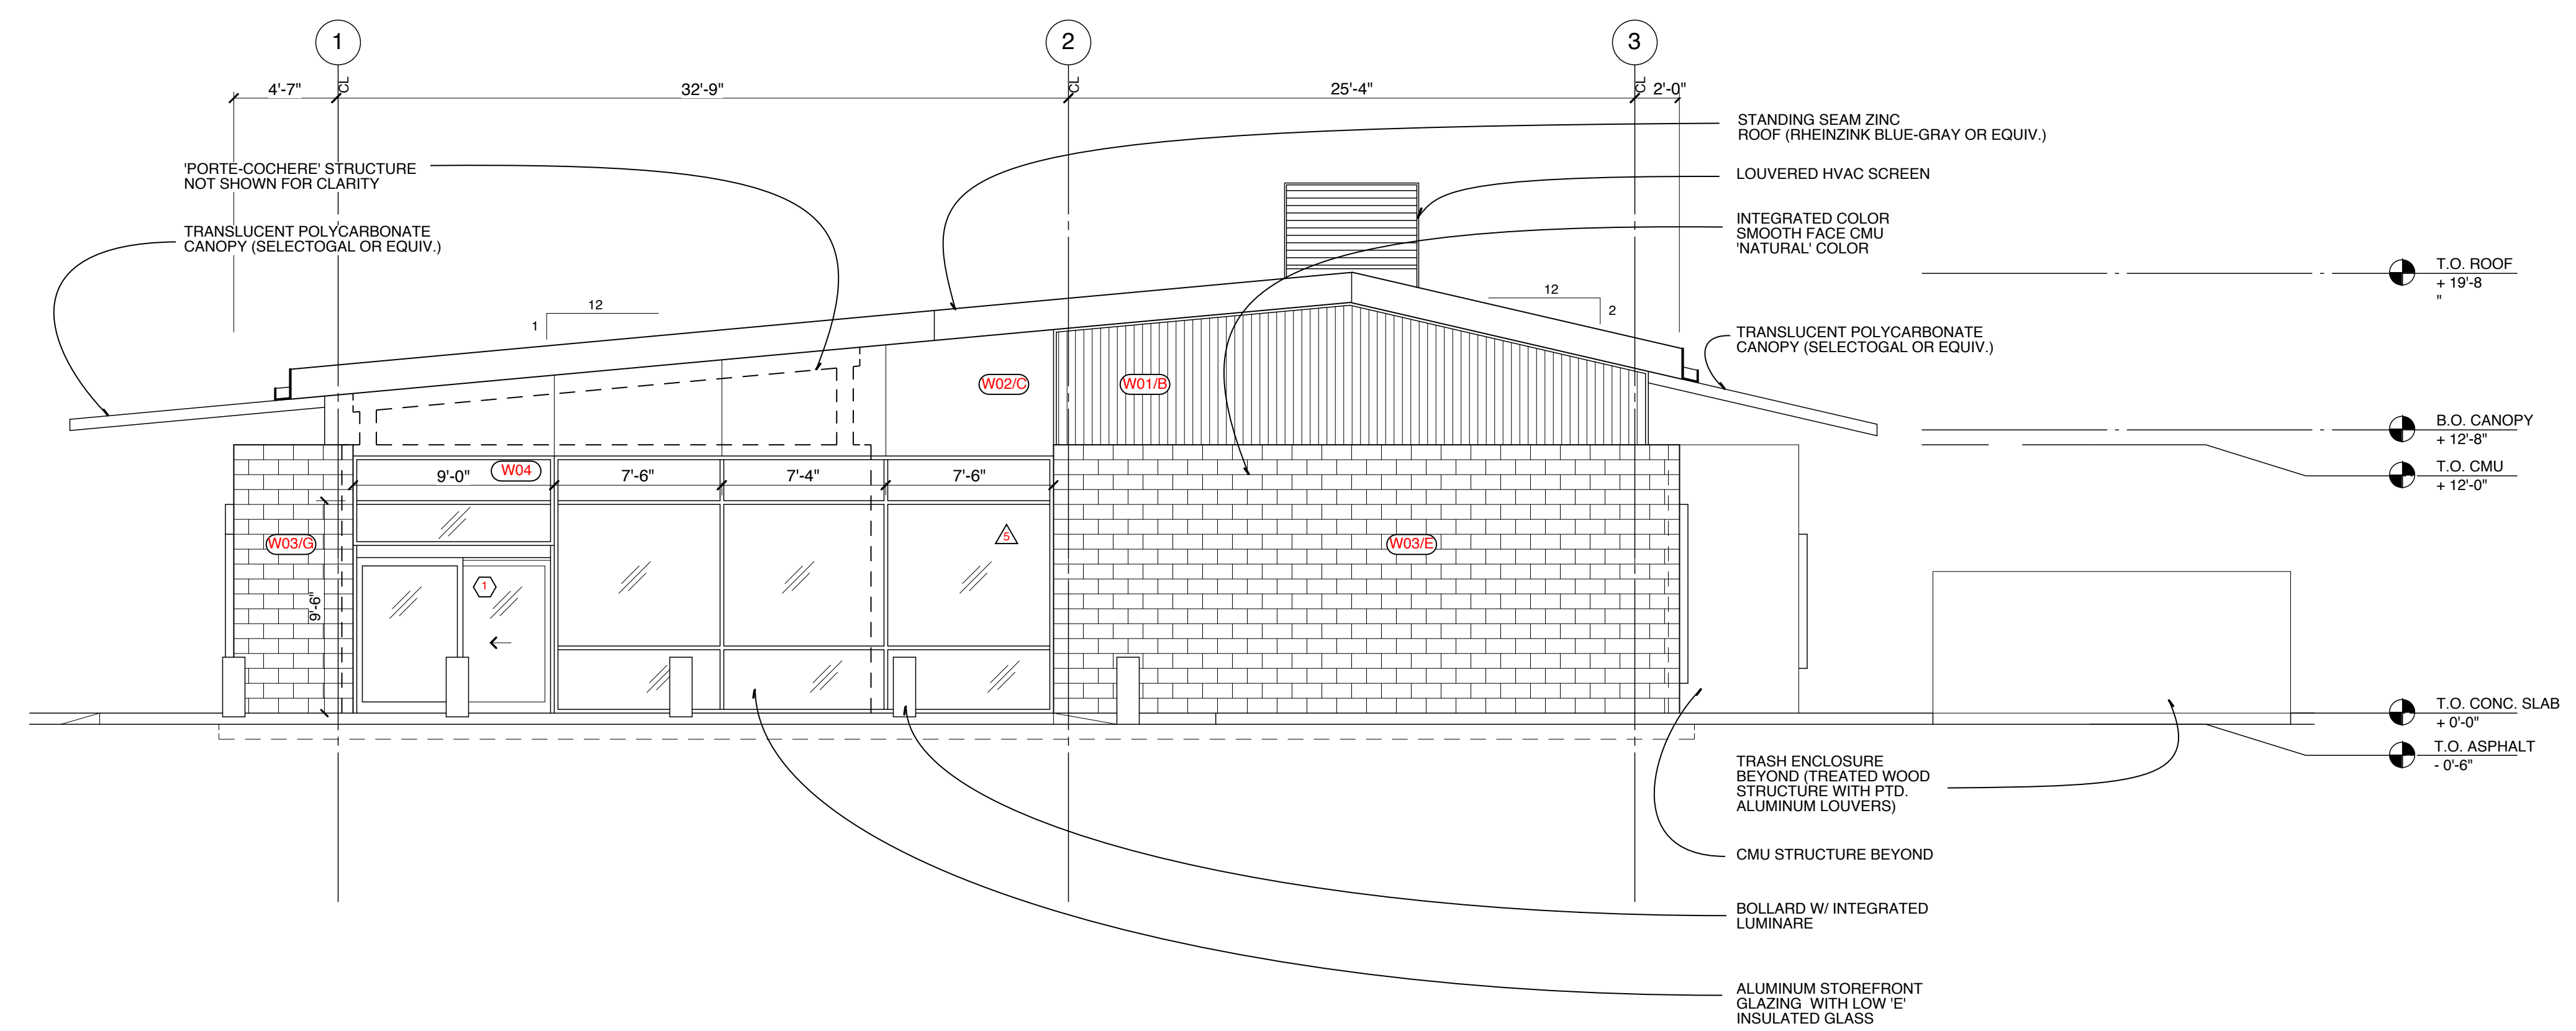 1
2
3
CL
CL
CL
4'-7"
32'-9"
25'-4"
2'-0"
STANDING SEAM ZINC
ROOF (RHEINZINK BLUE-GRAY OR EQUIV.)
'PORTE-COCHERE' STRUCTURE
NOT SHOWN FOR CLARITY
LOUVERED HVAC SCREEN
TRANSLUCENT POLYCARBONATE
CANOPY (SELECTOGAL OR EQUIV.)
INTEGRATED COLOR
SMOOTH FACE CMU
'NATURAL' COLOR
T.O. ROOF
+ 19'-8
"
12
1
12
2
TRANSLUCENT POLYCARBONATE
CANOPY (SELECTOGAL OR EQUIV.)
W02/C
W01/B
B.O. CANOPY
+ 12'-8"
T.O. CMU
+ 12'-0"
9'-0"
W04
7'-6"
7'-4"
7'-6"
W03/G
5
W03/E
1
9'-6"
T.O. CONC. SLAB
+ 0'-0"
T.O. ASPHALT
- 0'-6"
TRASH ENCLOSURE
BEYOND (TREATED WOOD
STRUCTURE WITH PTD.
ALUMINUM LOUVERS)
CMU STRUCTURE BEYOND
BOLLARD W/ INTEGRATED
LUMINARE
ALUMINUM STOREFRONT
GLAZING WITH LOW 'E'
INSULATED GLASS